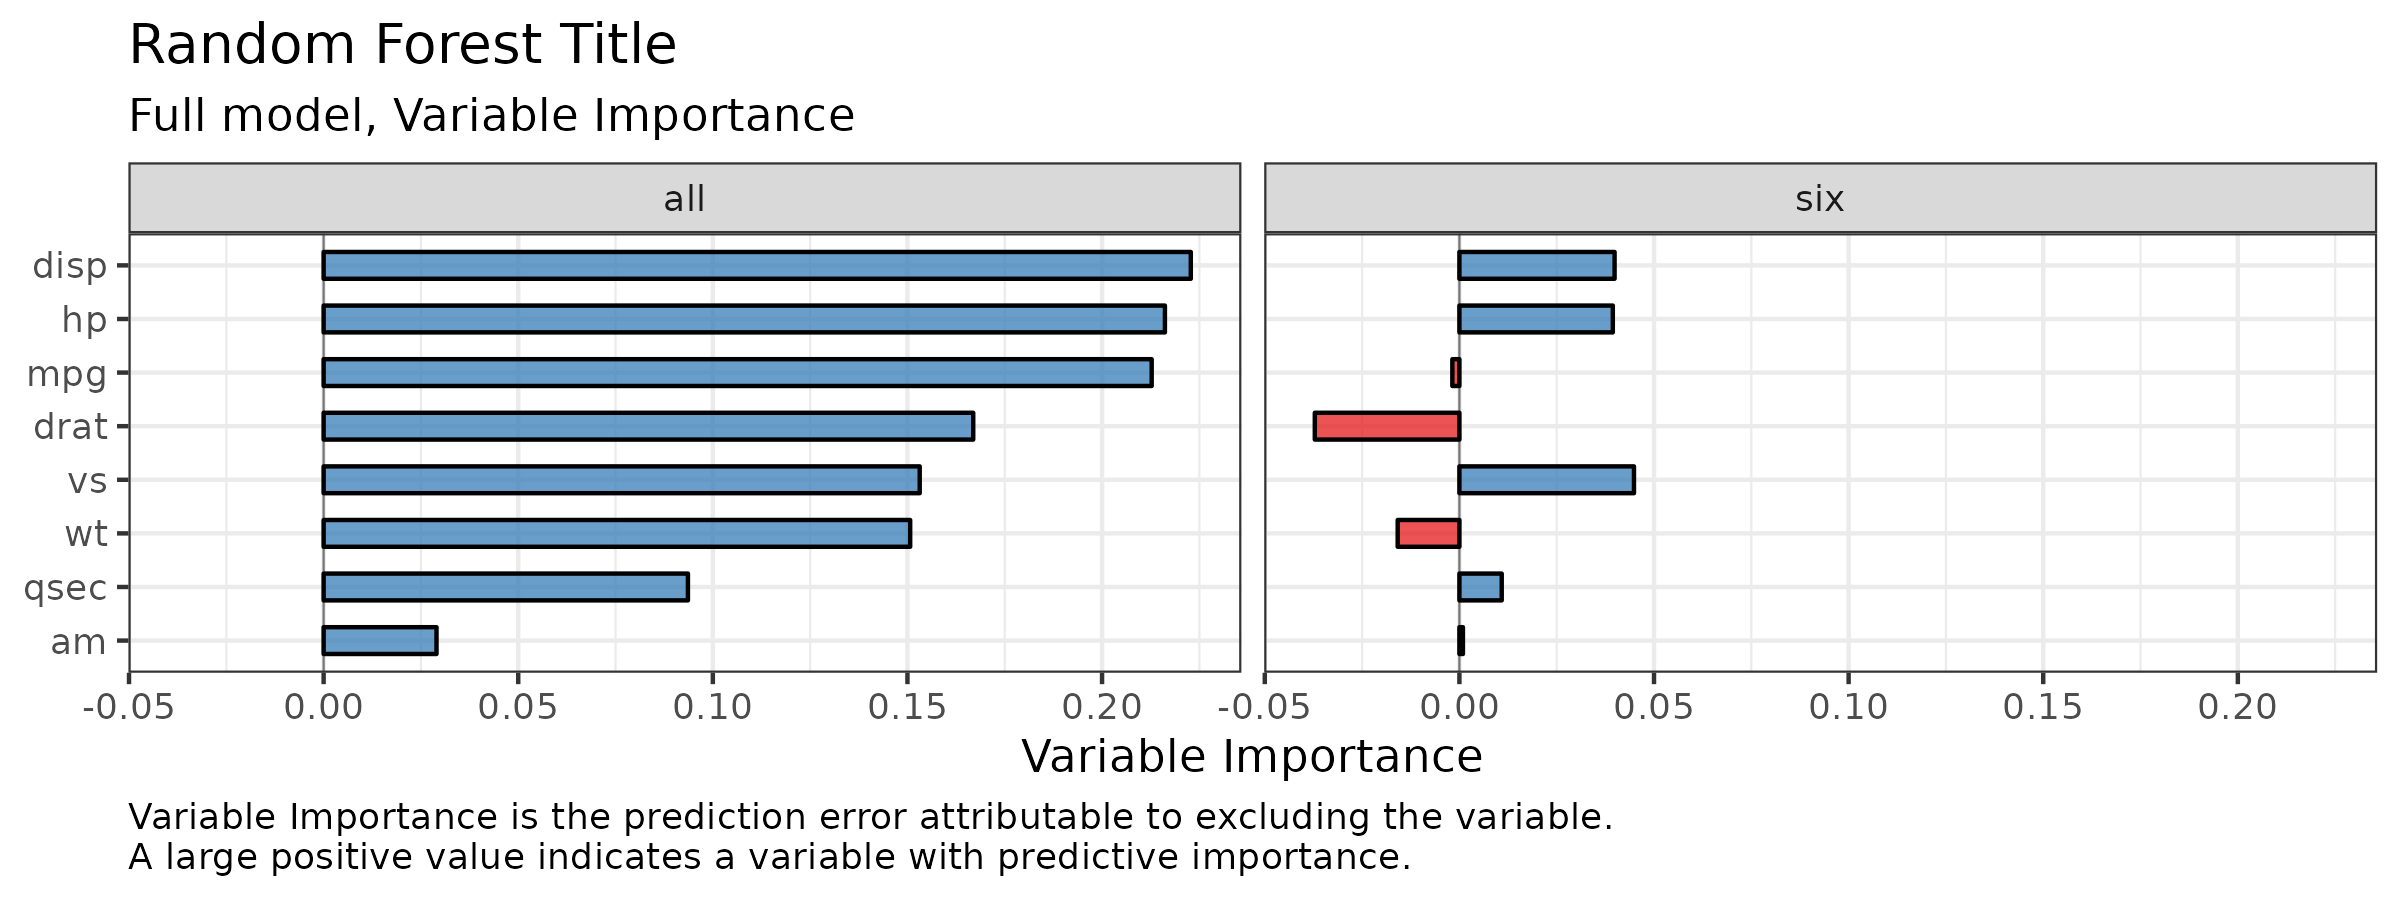 Random Forest Title
Full model, Variable Importance
all
six
disp
hp
mpg
drat
vs
wt
qsec
am
-0.05 0.00 0.05 0.10 0.15 0.20 -0.05 0.00 0.05 0.10 0.15 0.20
Variable Importance
Variable Importance is the prediction error attributable to excluding the variable.
A large positive value indicates a variable with predictive importance.